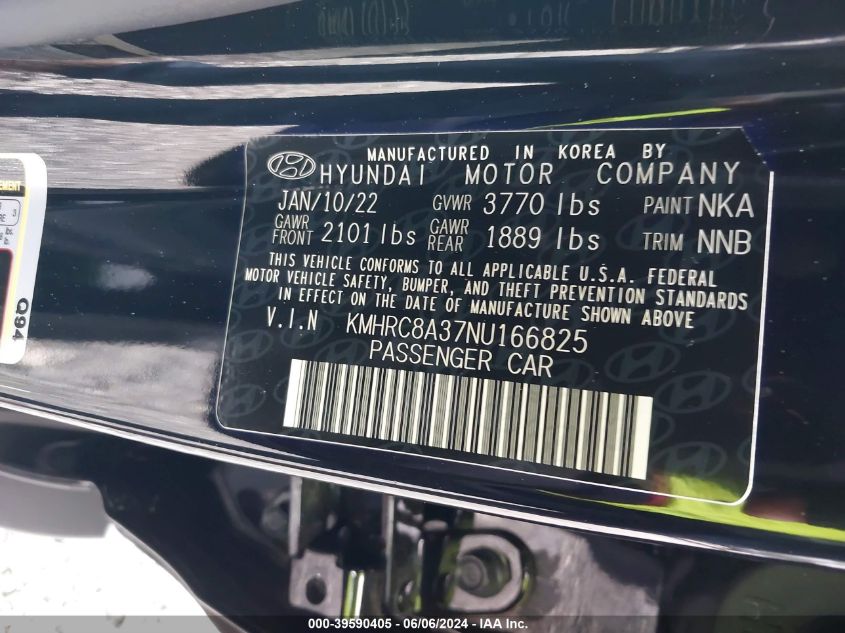 MANUFACTURED IN KOREA BY
HYUNDAI MOTOR COMPANY
JAN/10/22 GVWR 3770 lbs PAINT NKA
GAWR FRONT 2101 lbs GAWR REAR 1889 lbs TRIM NNB
THIS VEHICLE CONFORMS TO ALL APPLICABLE U.S.A. FEDERAL
MOTOR VEHICLE SAFETY, BUMPER, AND THEFT PREVENTION STANDARDS
IN EFFECT ON THE DATE OF MANUFACTURE SHOWN ABOVE
V.I.N KMHRC8A37NU166825
PASSENGER CAR
Q94
000-39590405 - 06/06/2024 - IAA Inc.